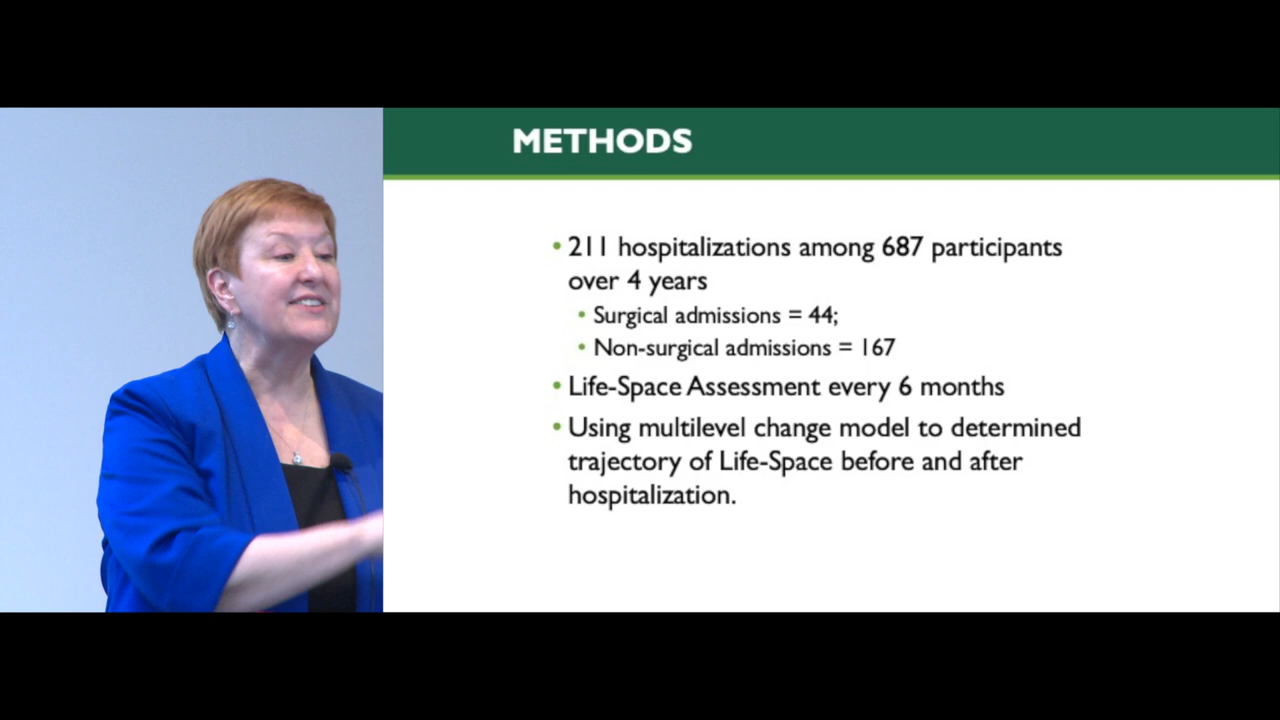 METHODS
• 211 hospitalizations among 687 participants
over 4 years
• Surgical admissions = 44;
• Non-surgical admissions = 167
• Life-Space Assessment every 6 months
• Using multilevel change model to determined
trajectory of Life-Space before and after
hospitalization.